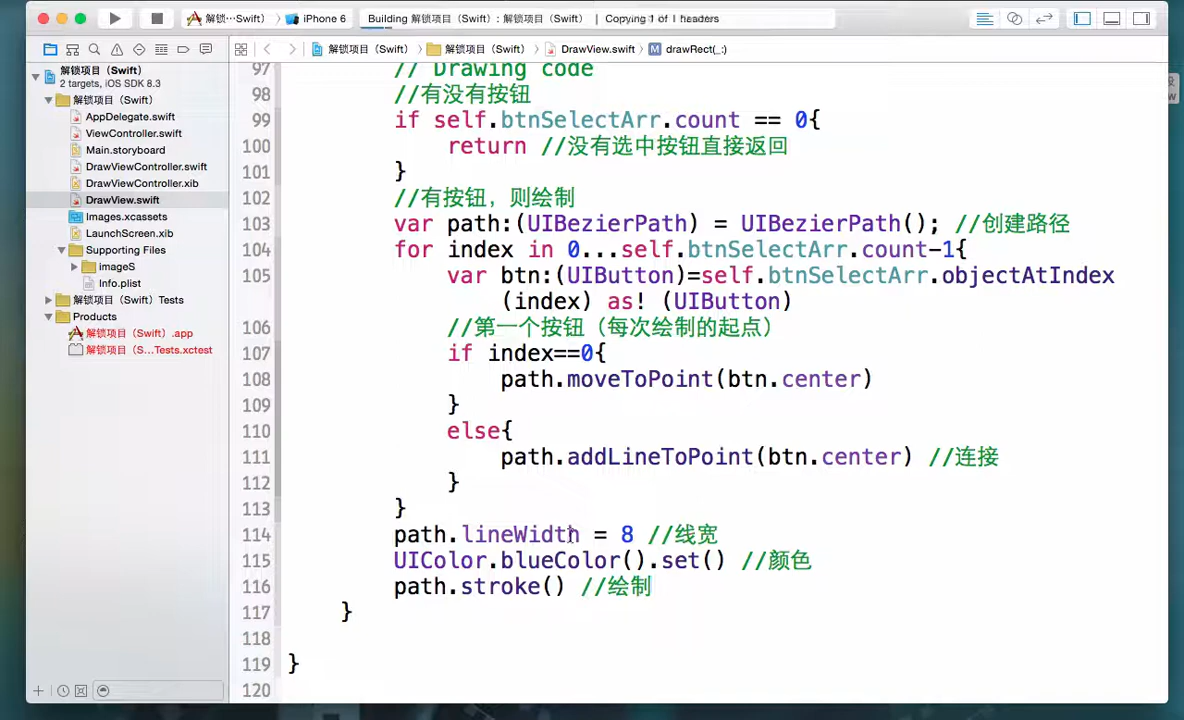 解锁···Swift）
iPhone 6
Building 解锁项目（Swift）: 解锁项目（Swift）
Copying 1 of 1 headers
解锁项目（Swift）
解锁项目（Swift）
DrawView.swift
M
drawRect(_:)
解锁项目（Swift）
2 targets, iOS SDK 8.3
解锁项目（Swift）
AppDelegate.swift
ViewController.swift
Main.storyboard
DrawViewController.swift
DrawViewController.xib
DrawView.swift
Images.xcassets
LaunchScreen.xib
Supporting Files
imageS
Info.plist
解锁项目（Swift）Tests
Products
解锁项目（Swift）.app
解锁项目（S...Tests.xctest
97 // Drawing code
98 //有没有按钮
99 if self.btnSelectArr.count == 0{
100 return //没有选中按钮直接返回
101 }
102 //有按钮，则绘制
103 var path:(UIBezierPath) = UIBezierPath(); //创建路径
104 for index in 0...self.btnSelectArr.count-1{
105 var btn:(UIButton)=self.btnSelectArr.objectAtIndex
(index) as! (UIButton)
106 //第一个按钮（每次绘制的起点）
107 if index==0{
108 path.moveToPoint(btn.center)
109 }
110 else{
111 path.addLineToPoint(btn.center) //连接
112 }
113 }
114 path.lineWidth = 8 //线宽
115 UIColor.blueColor().set() //颜色
116 path.stroke() //绘制
117 }
118
119 }
120